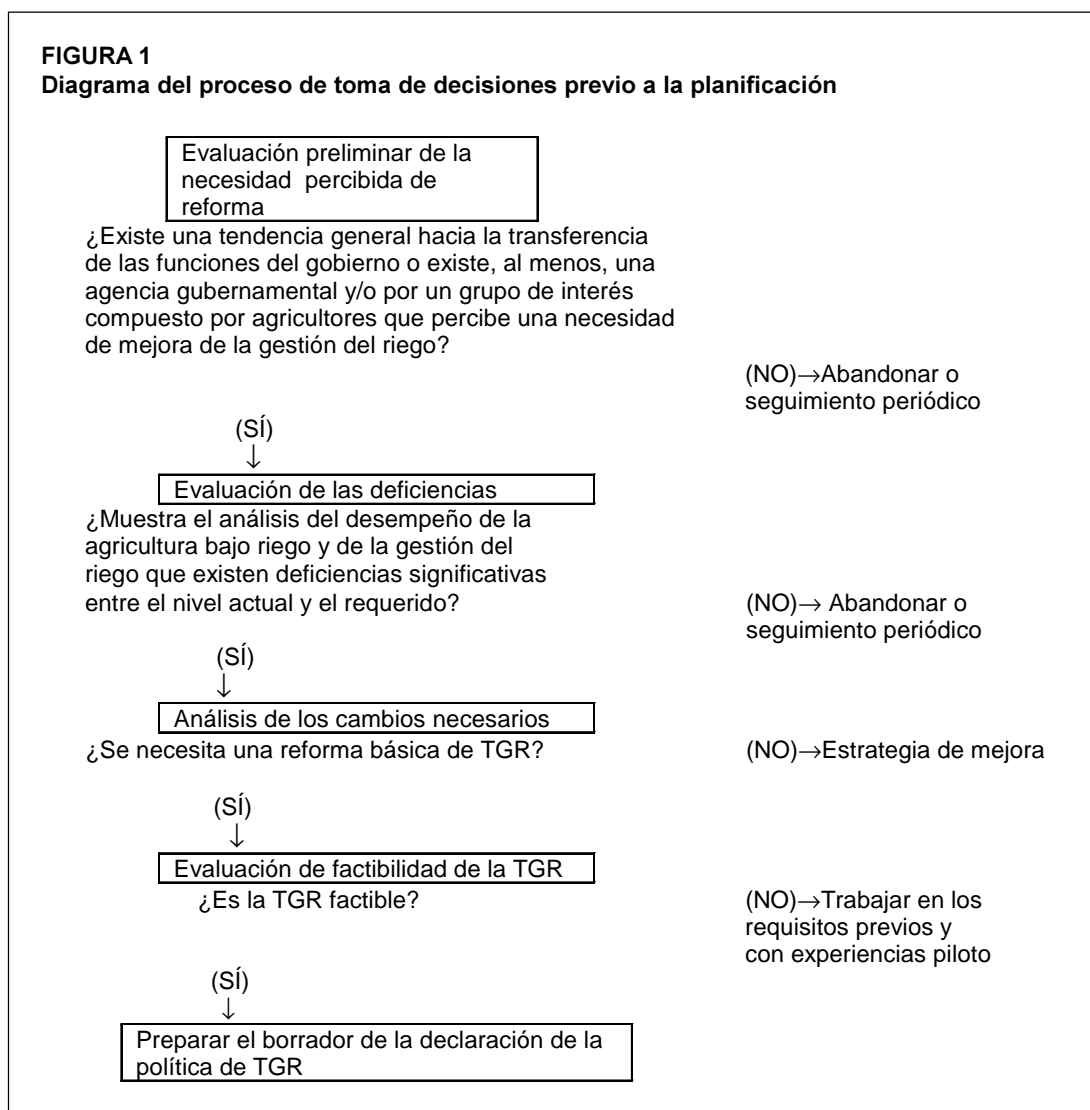 FIGURA 1
Diagrama del proceso de toma de decisiones previo a la planificación
Evaluación preliminar de la
necesidad percibida de
reforma
¿Existe una tendencia general hacia la transferencia
de las funciones del gobierno o existe, al menos, una
agencia gubernamental y/o por un grupo de interés
compuesto por agricultores que percibe una necesidad
de mejora de la gestión del riego?
(NO)→Abandonar o
seguimiento periódico
(SÍ)
↓
Evaluación de las deficiencias
¿Muestra el análisis del desempeño de la
agricultura bajo riego y de la gestión del
riego que existen deficiencias significativas
entre el nivel actual y el requerido?
(NO)→ Abandonar o
seguimiento periódico
(SÍ)
↓
Análisis de los cambios necesarios
¿Se necesita una reforma básica de TGR?
(NO)→Estrategia de mejora
(SÍ)
↓
Evaluación de factibilidad de la TGR
¿Es la TGR factible?
(NO)→Trabajar en los
requisitos previos y
con experiencias piloto
(SÍ)
↓
Preparar el borrador de la declaración de la
política de TGR